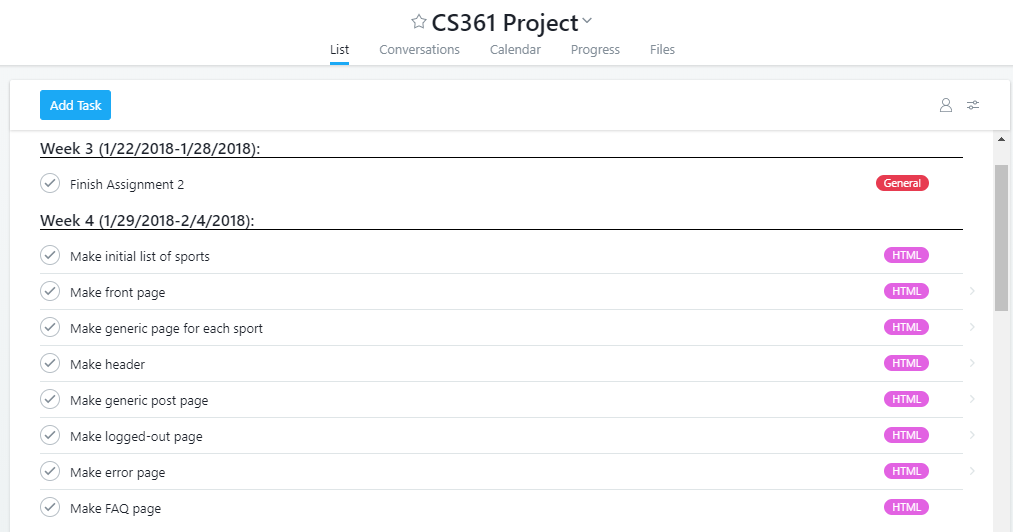 CS361 Project
List Conversations Calendar Progress Files
Add Task
Week 3 (1/22/2018-1/28/2018):
Finish Assignment 2 General
Week 4 (1/29/2018-2/4/2018):
Make initial list of sports HTML
Make front page HTML
Make generic page for each sport HTML
Make header HTML
Make generic post page HTML
Make logged-out page HTML
Make error page HTML
Make FAQ page HTML